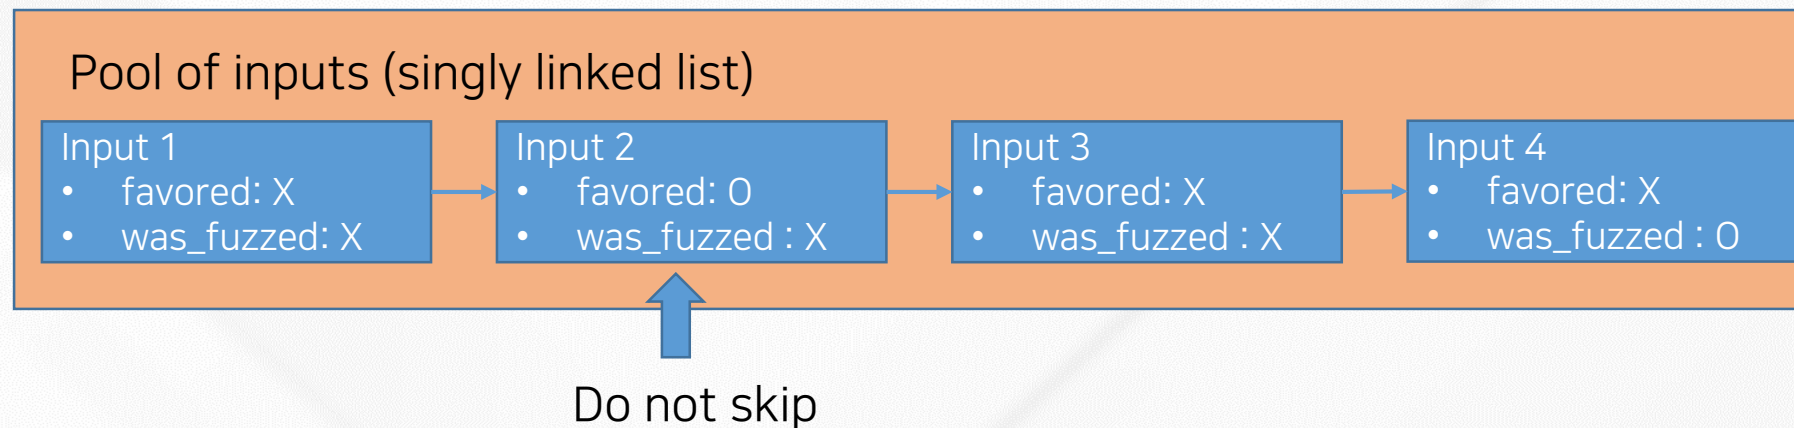 Pool of inputs (singly linked list)
Input 1
• favored: X
• was_fuzzed: X
Input 2
• favored: O
• was_fuzzed : X
Input 3
• favored: X
• was_fuzzed : X
Input 4
• favored: X
• was_fuzzed : O
Do not skip